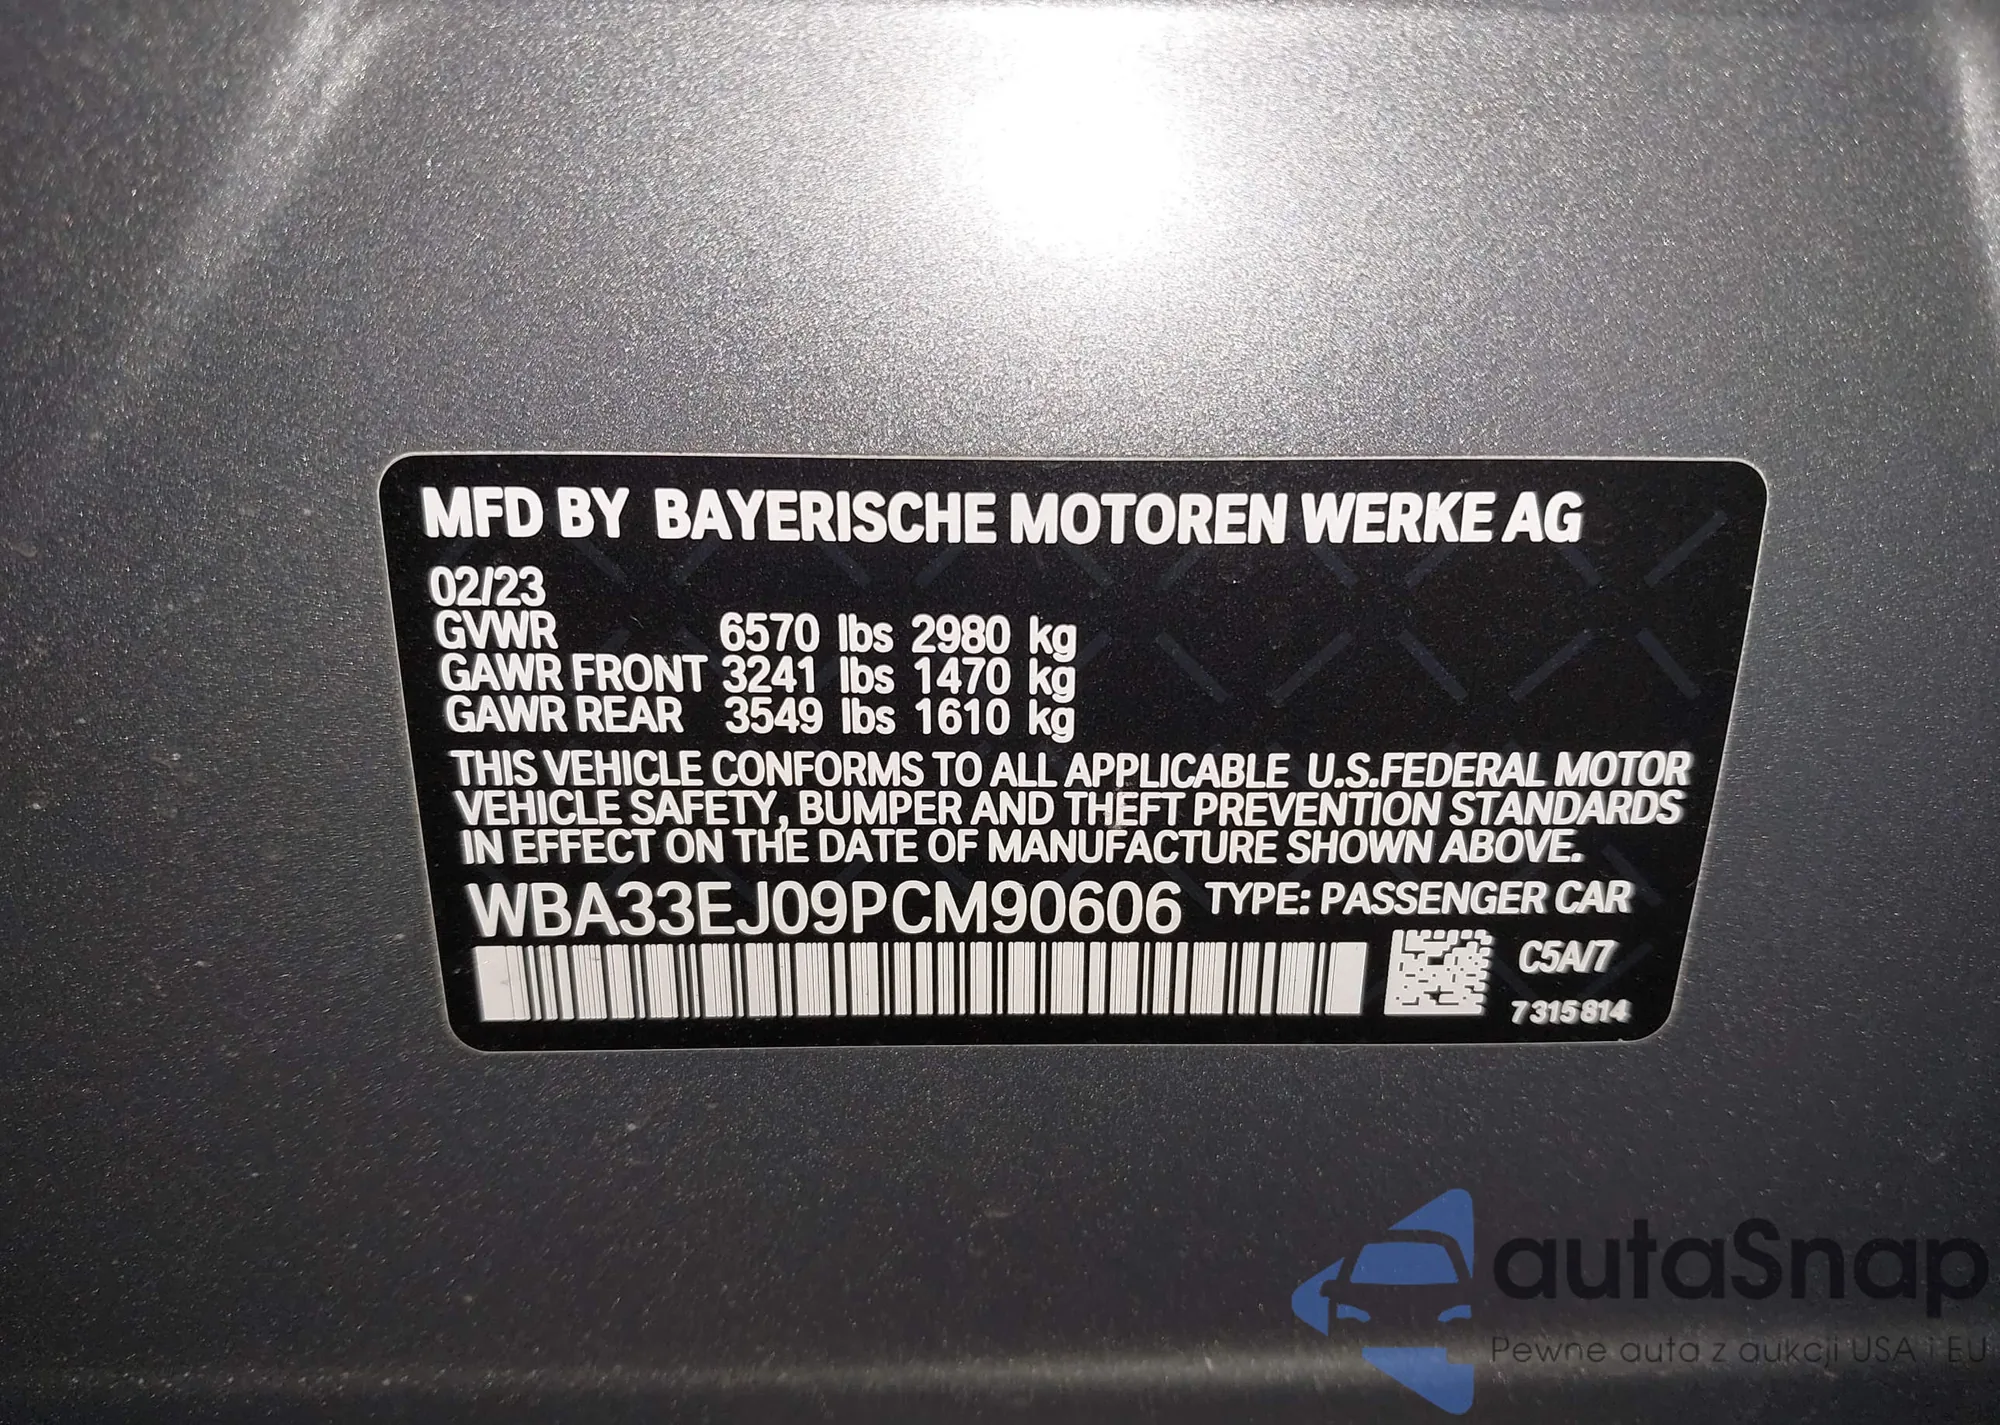 MFD BY BAYERISCHE MOTOREN WERKE AG
02/23
GVWR 6570 lbs 2980 kg
GAWR FRONT 3241 lbs 1470 kg
GAWR REAR 3549 lbs 1610 kg
THIS VEHICLE CONFORMS TO ALL APPLICABLE U.S.FEDERAL MOTOR
VEHICLE SAFETY, BUMPER AND THEFT PREVENTION STANDARDS
IN EFFECT ON THE DATE OF MANUFACTURE SHOWN ABOVE.
WBA33EJ09PCM90606 TYPE: PASSENGER CAR
C5A/7
7315814
autaSnap
Pewne auta z aukcji USA i EU